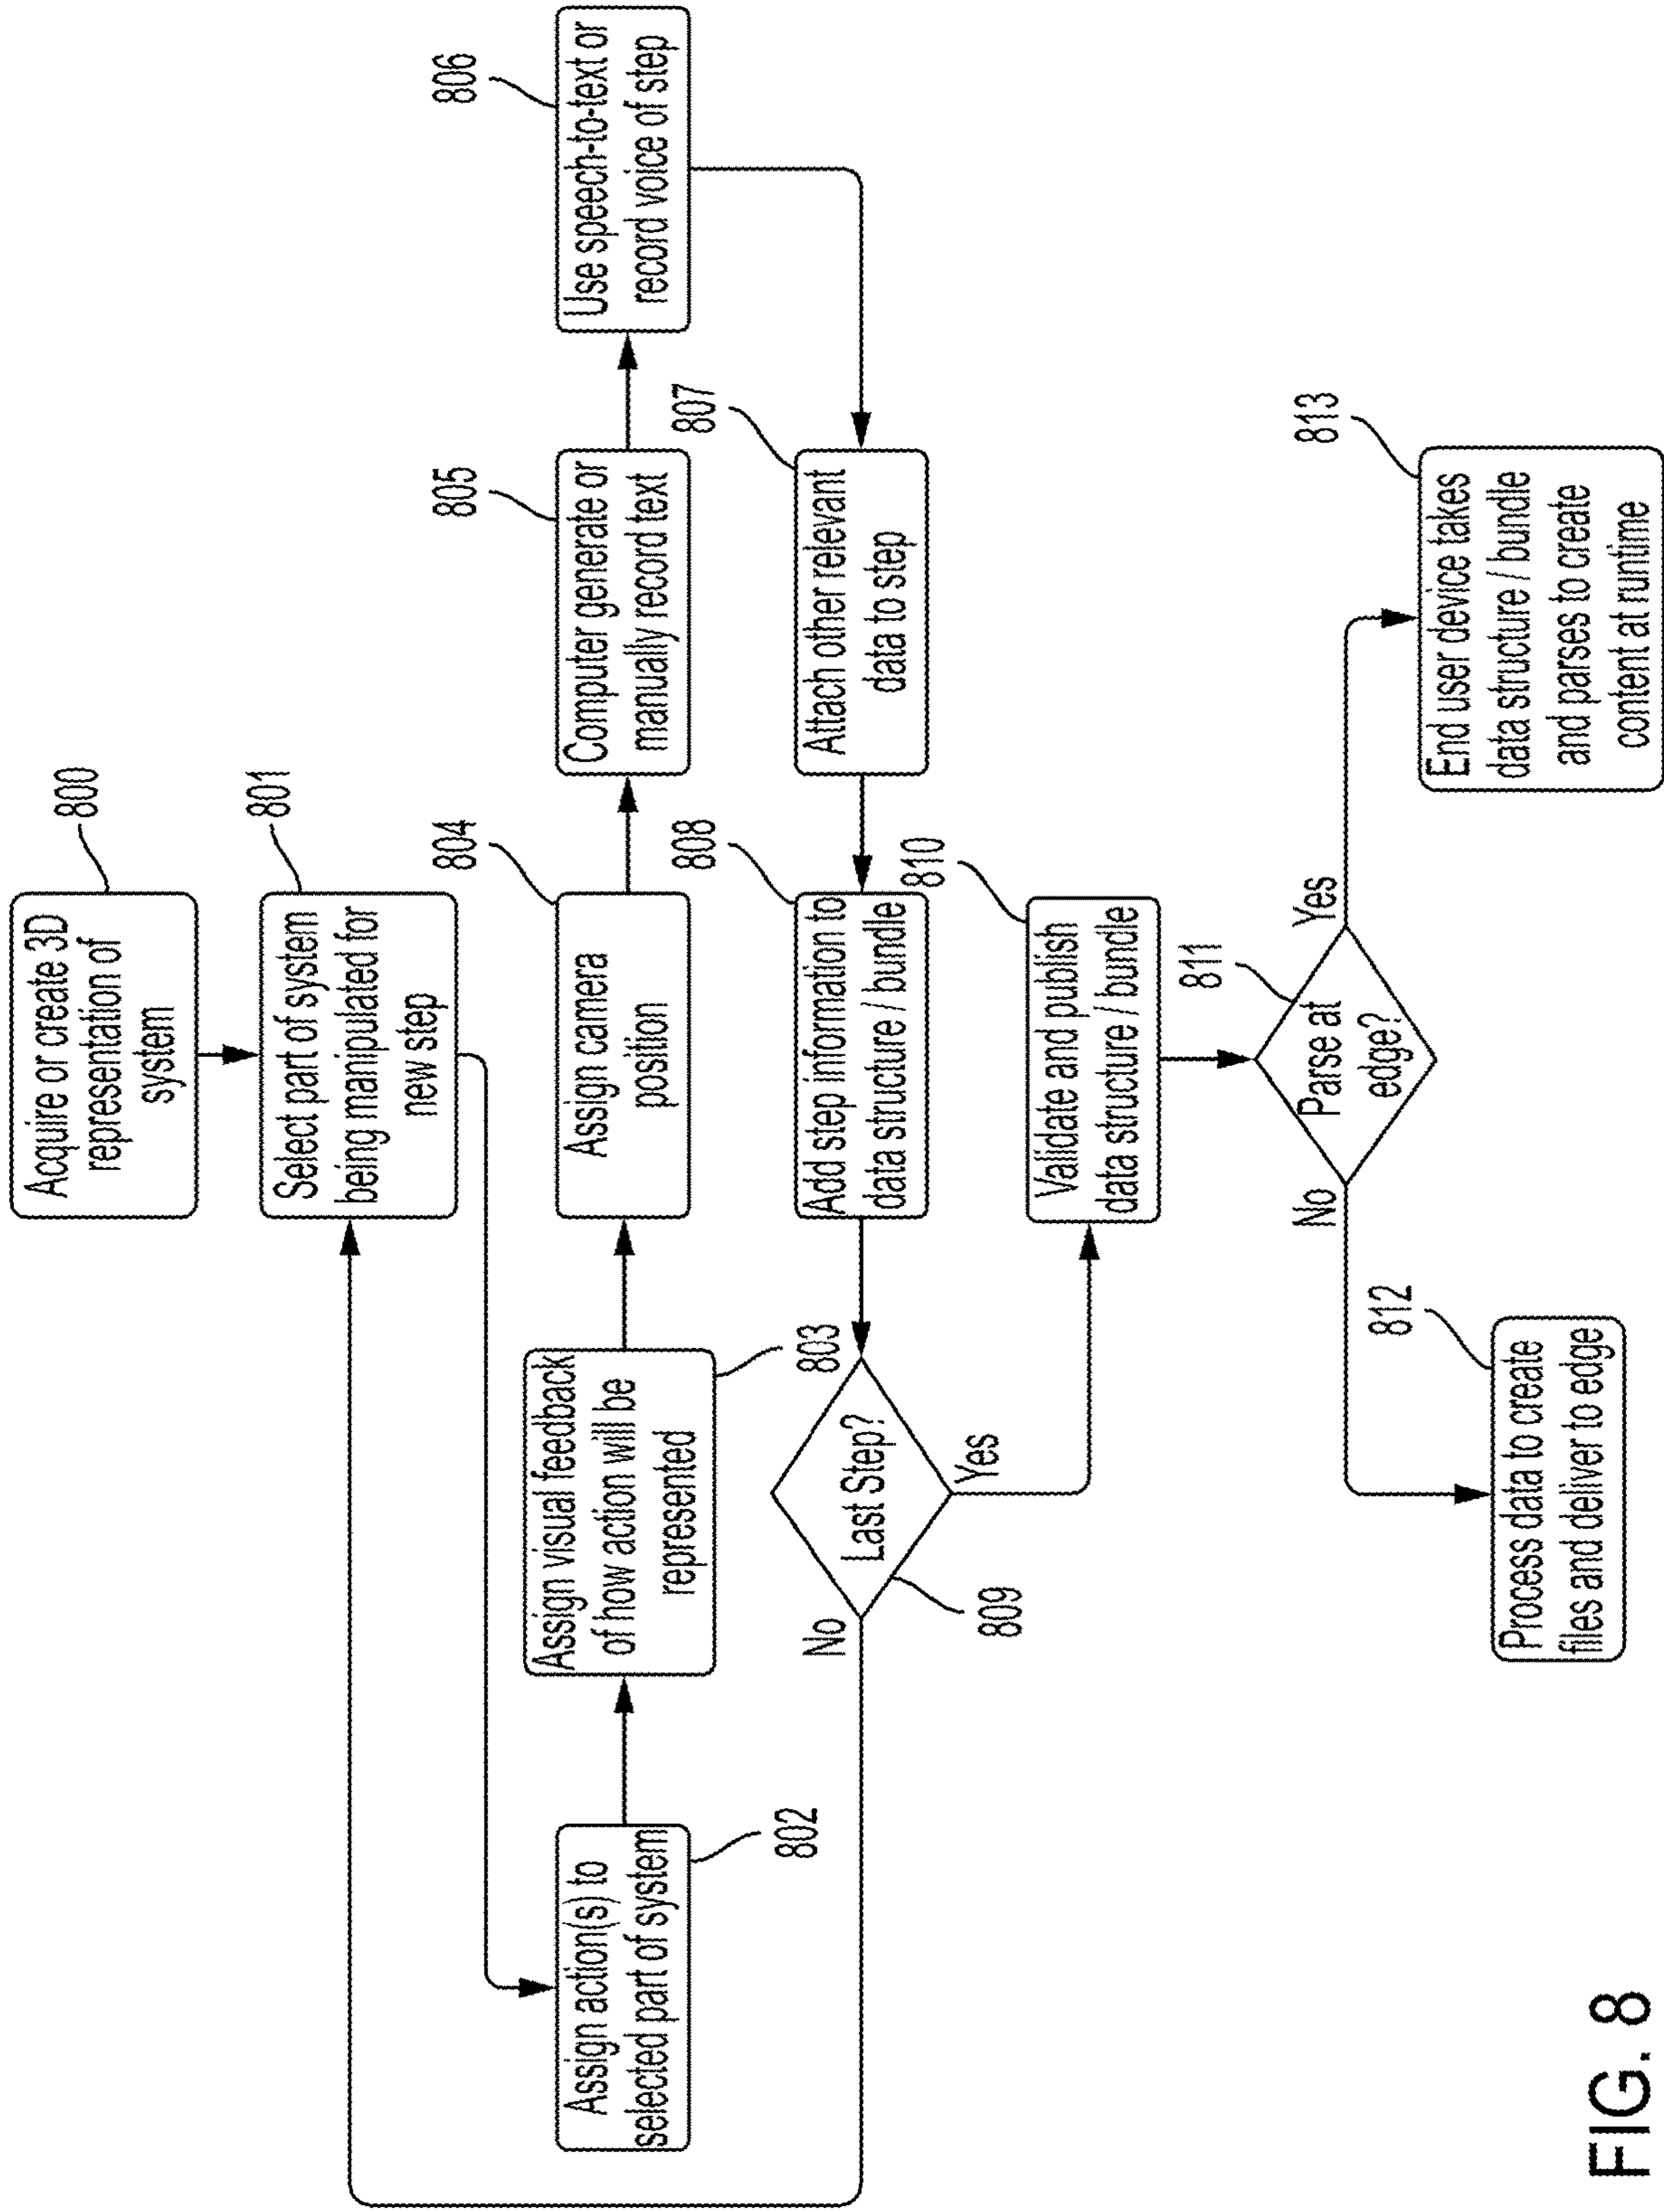 800
Acquire or create 3D
representation of
system
801
Select part of system
being manipulated for
new step
802
Assign action(s) to
selected part of system
803
Assign visual feedback
of how action will be
represented
804
Assign camera
position
805
Computer generate or
manually record text
806
Use speech-to-text or
record voice of step
807
Attach other relevant
data to step
808
Add step information to
data structure / bundle
809
Last Step?
No
Yes
810
Validate and publish
data structure / bundle
811
Parse at
edge?
No
Yes
812
Process data to create
files and deliver to edge
813
End user device takes
data structure / bundle
and parses to create
content at runtime
FIG. 8